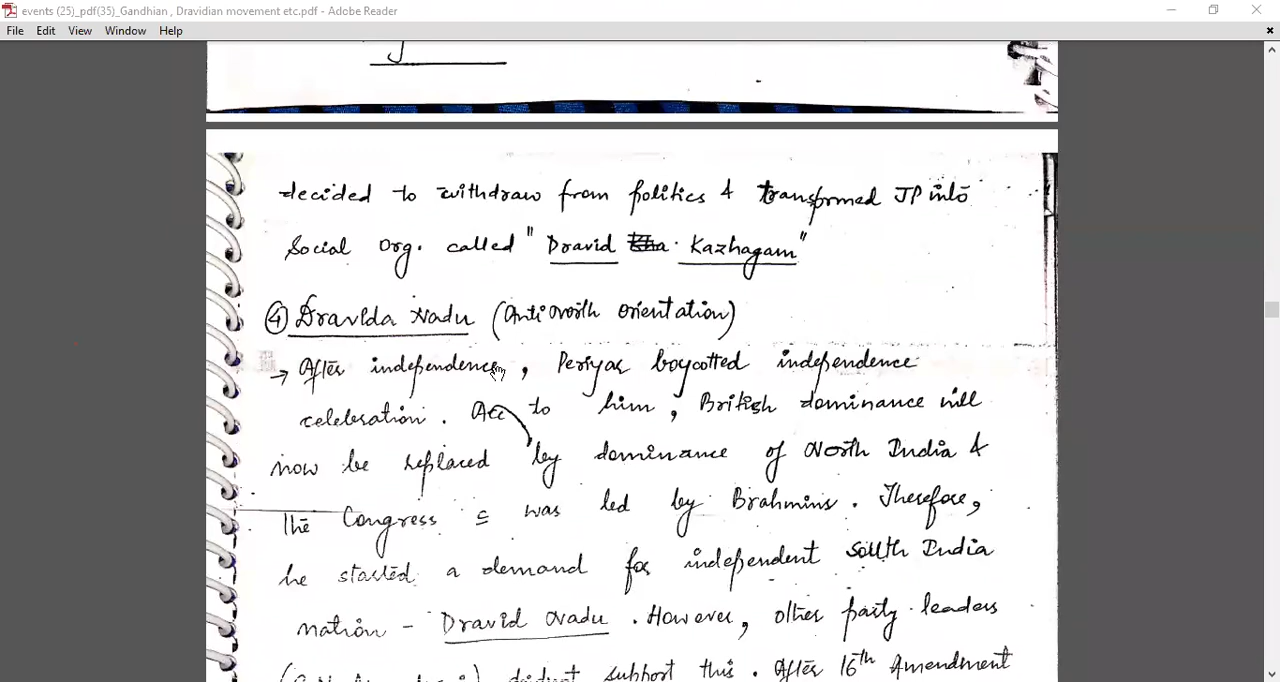 events (25)_pdf(35)_Gandhian , Dravidian movement etc.pdf - Adobe Reader
File Edit View Window Help
decided to withdraw from politics & transformed JP into
Social Org. called "Dravid Kazhagam"
④ Dravida Nadu (Anti North orientation)
→ After independence, Periyar boycotted independence
celebration. Acc to him, British dominance will
now be replaced by dominance of North India &
the Congress c was led by Brahmins. Therefore,
he started a demand for independent South India
nation - Dravid Nadu. However, other party leaders
didnt support this. After 16th Amendment